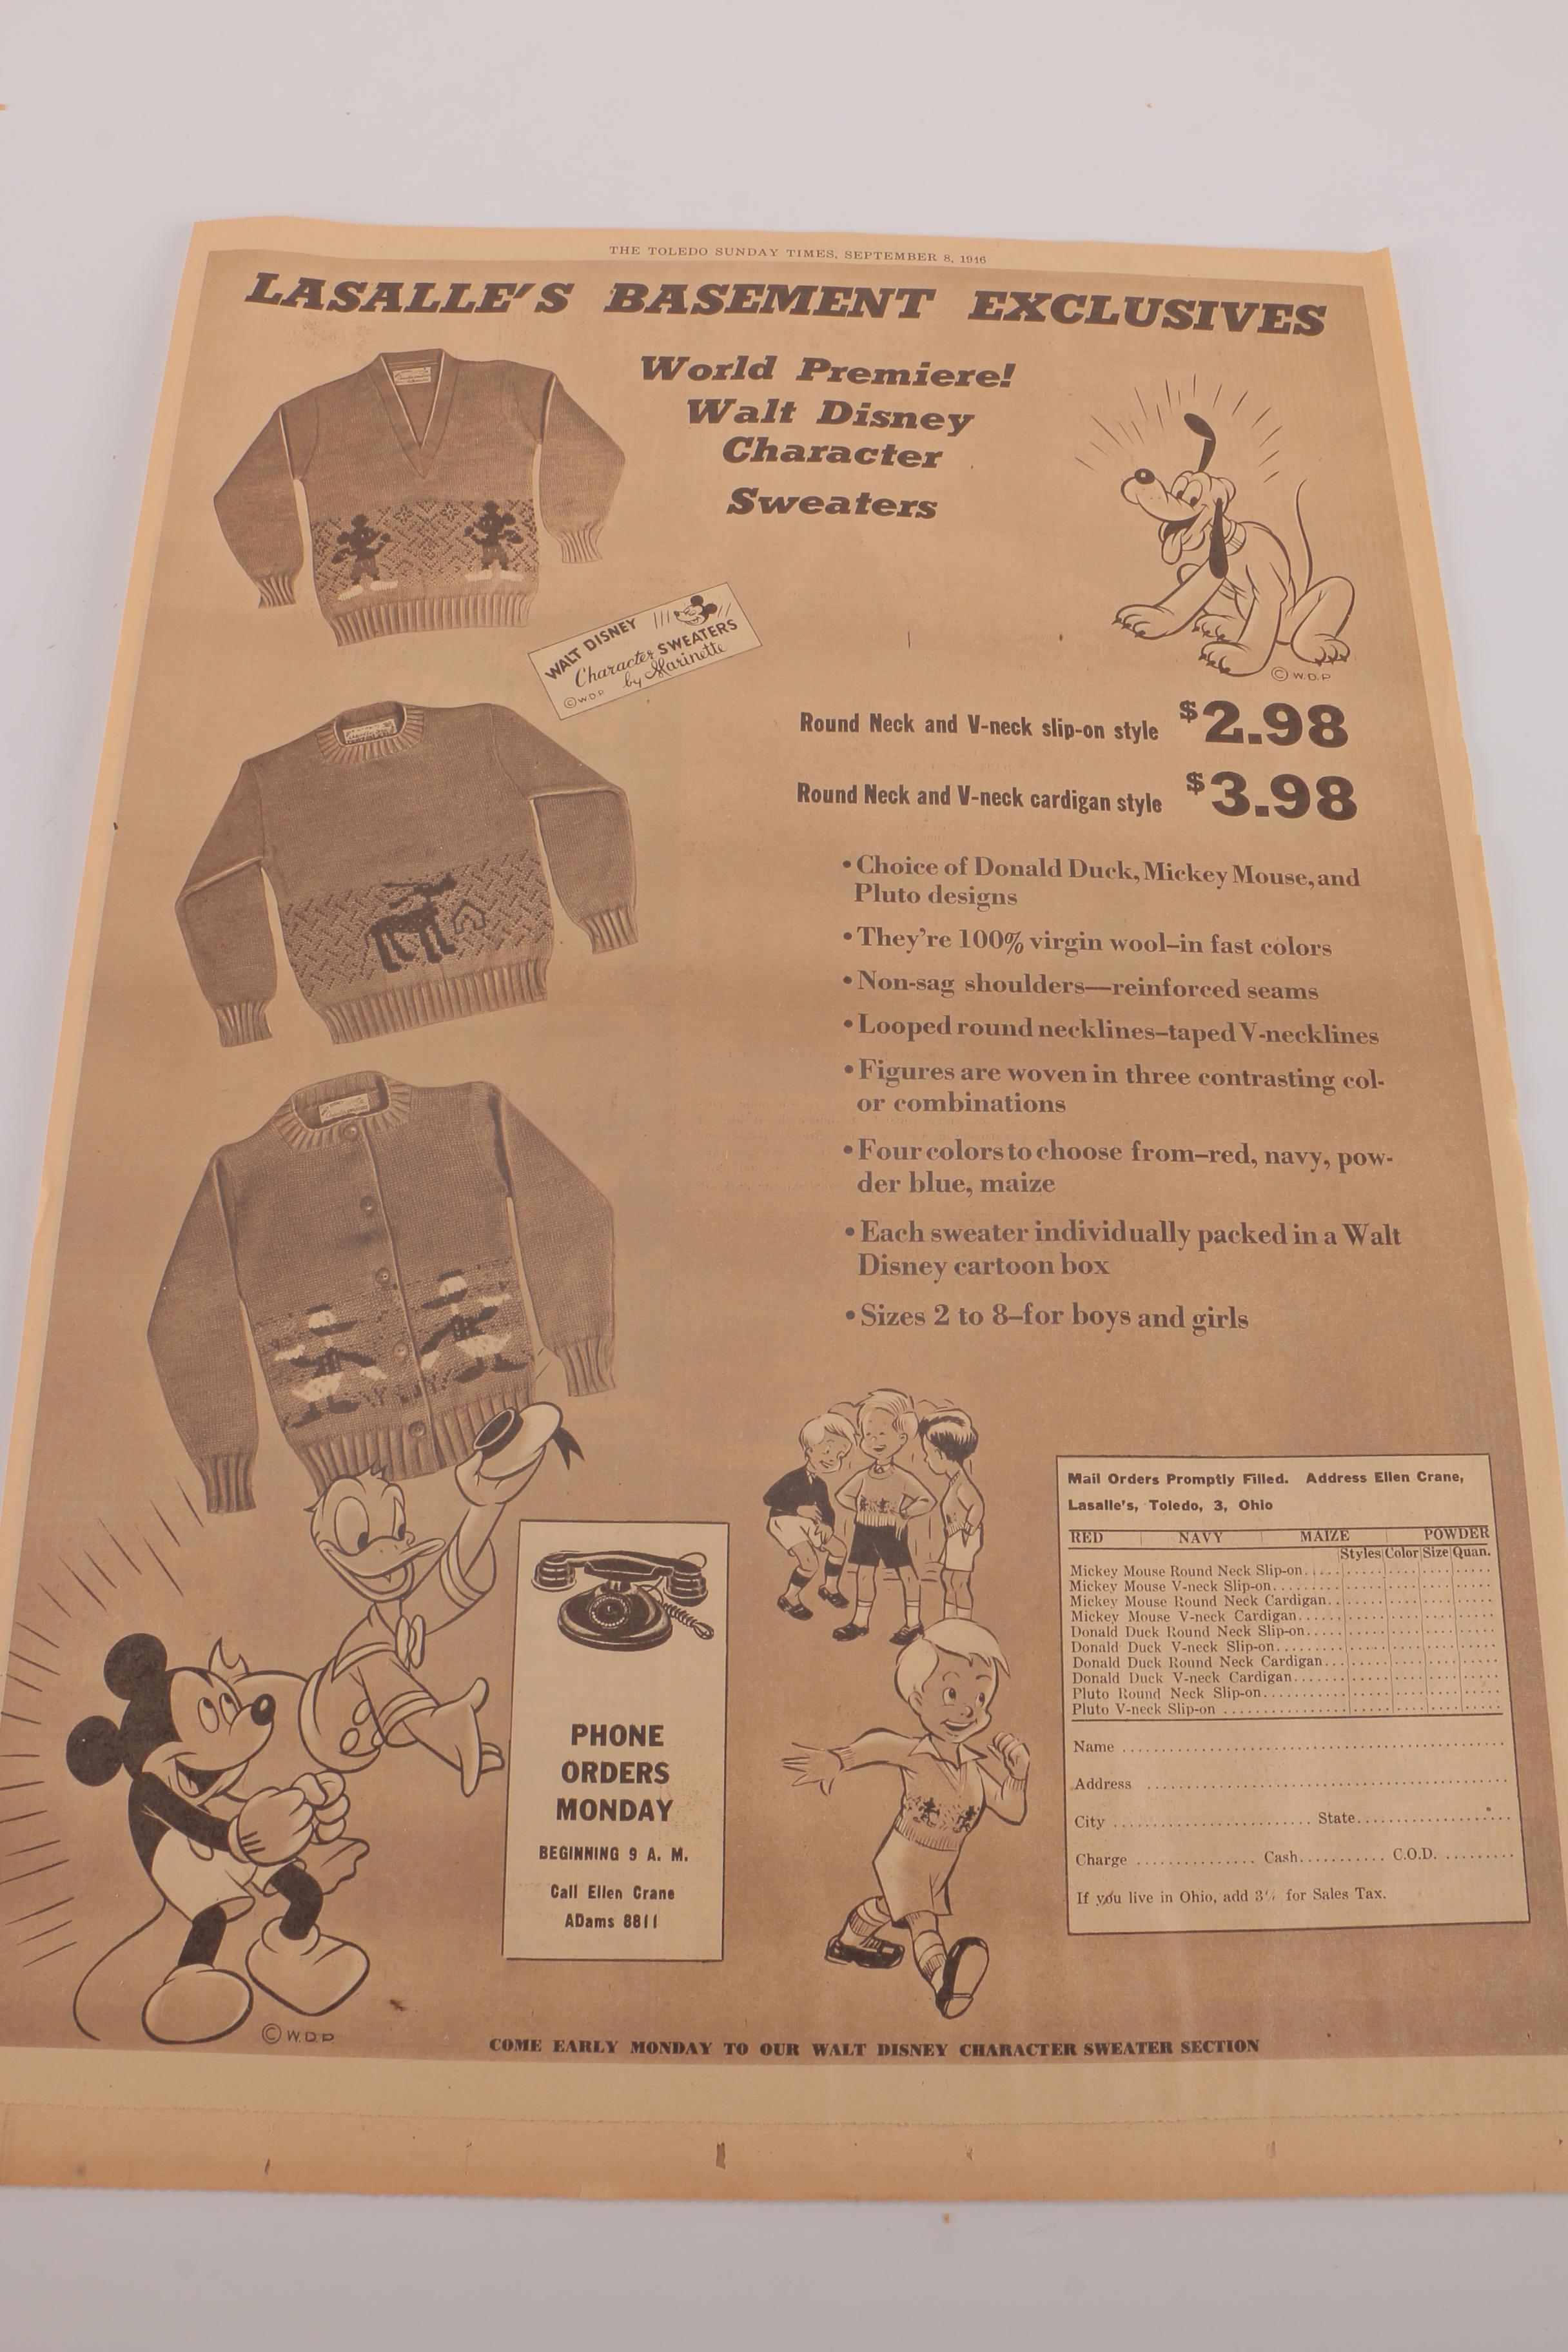 THE TOLEDO SUNDAY TIMES, SEPTEMBER 8, 1946
LASALLE'S BASEMENT EXCLUSIVES
World Premiere!
Walt Disney
Character
Sweaters
WALT DISNEY
Character SWEATERS
by Marinette
© W.D.P
© W.D.P
Round Neck and V-neck slip-on style $2.98
Round Neck and V-neck cardigan style $3.98
• Choice of Donald Duck, Mickey Mouse, and
Pluto designs
• They're 100% virgin wool–in fast colors
• Non-sag shoulders—reinforced seams
• Looped round necklines–taped V-necklines
• Figures are woven in three contrasting col-
or combinations
• Four colors to choose from–red, navy, pow-
der blue, maize
• Each sweater individually packed in a Walt
Disney cartoon box
• Sizes 2 to 8–for boys and girls
PHONE
ORDERS
MONDAY
BEGINNING 9 A. M.
Call Ellen Crane
ADams 8811
Mail Orders Promptly Filled. Address Ellen Crane,
Lasalle's, Toledo, 3, Ohio
RED NAVY MAIZE POWDER
Styles Color Size Quan.
Mickey Mouse Round Neck Slip-on
Mickey Mouse V-neck Slip-on
Mickey Mouse Round Neck Cardigan
Mickey Mouse V-neck Cardigan
Donald Duck Round Neck Slip-on
Donald Duck V-neck Slip-on
Donald Duck Round Neck Cardigan
Donald Duck V-neck Cardigan
Pluto Round Neck Slip-on
Pluto V-neck Slip-on
Name
Address
City State
Charge Cash C.O.D.
If you live in Ohio, add 3% for Sales Tax.
© W.D.P
COME EARLY MONDAY TO OUR WALT DISNEY CHARACTER SWEATER SECTION